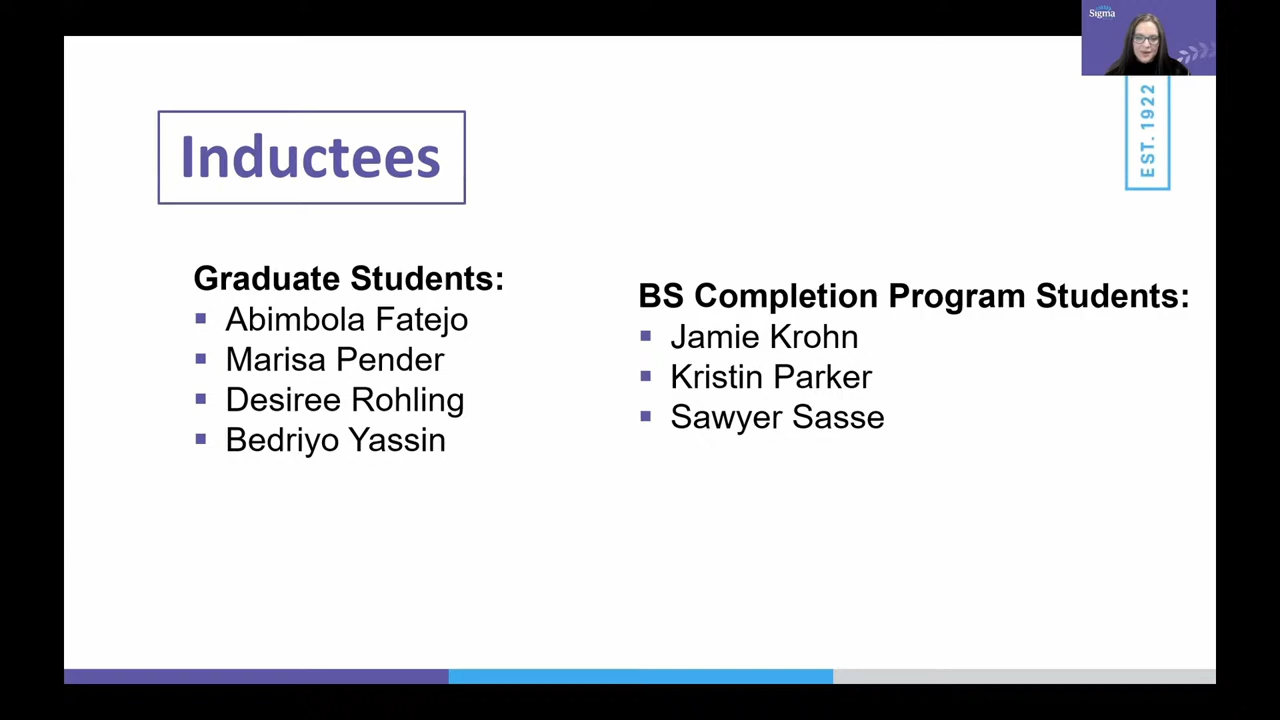 Sigma
EST. 1922
Inductees
Graduate Students:
Abimbola Fatejo
Marisa Pender
Desiree Rohling
Bedriyo Yassin
BS Completion Program Students:
Jamie Krohn
Kristin Parker
Sawyer Sasse